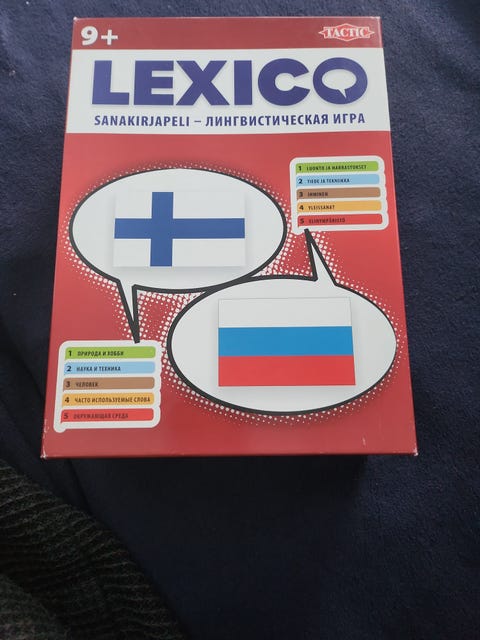 9+
TACTIC
LEXICO
SANAKIRJAPELI – ЛИНГВИСТИЧЕСКАЯ ИГРА
1 LUONTO JA HARRASTUKSET
2 TIEDE JA TEKNIIKKA
3 IHMINEN
4 YLEISSANAT
5 ELINYMPÄRISTÖ
1 ПРИРОДА И ХОББИ
2 НАУКА И ТЕХНИКА
3 ЧЕЛОВЕК
4 ЧАСТО ИСПОЛЬЗУЕМЫЕ СЛОВА
5 ОКРУЖАЮЩАЯ СРЕДА